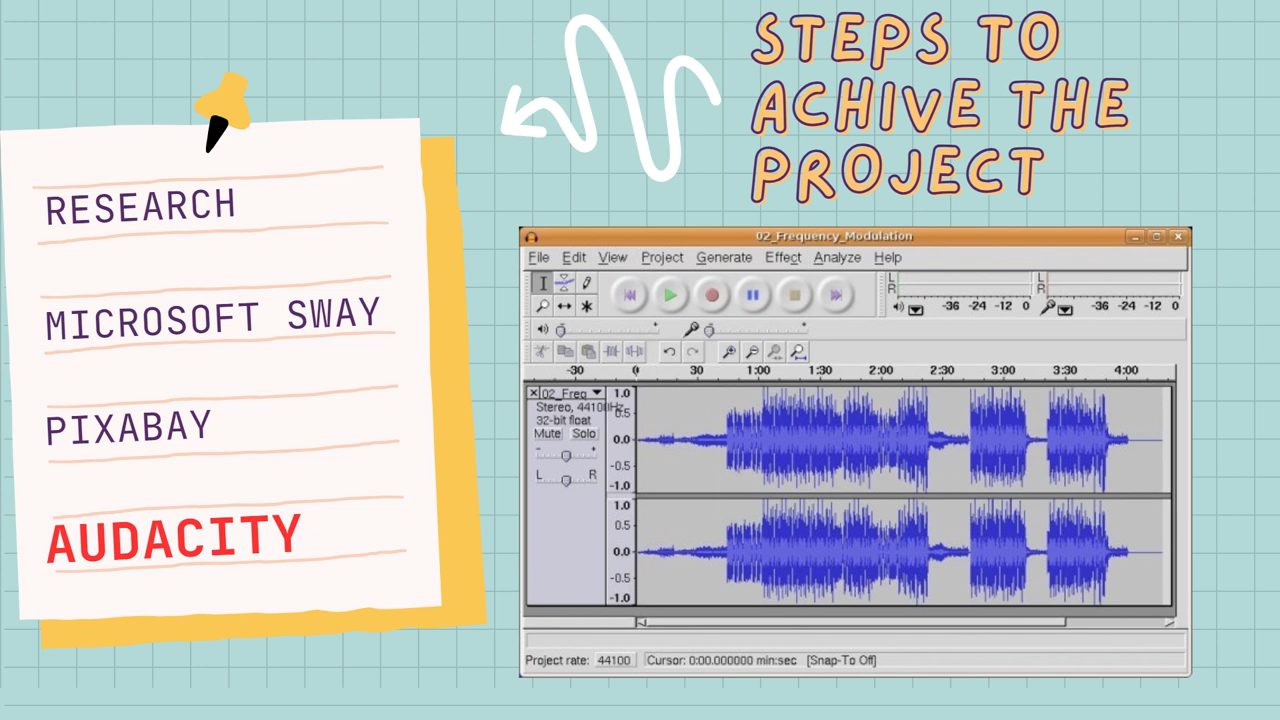 STEPS TO
ACHIVE THE
PROJECT
RESEARCH
MICROSOFT SWAY
PIXABAY
AUDACITY
02_Frequency_Modulation
File Edit View Project Generate Effect Analyze Help
L
R
-36 -24 -12 0
L
R
-36 -24 -12 0
- +
- +
-30 0 30 1:00 1:30 2:00 2:30 3:00 3:30 4:00
02_Freq
Stereo, 44100Hz
32-bit float
Mute Solo
- +
L R
1.0
0.5
0.0
-0.5
-1.0
1.0
0.5
0.0
-0.5
-1.0
Project rate: 44100 Cursor: 0:00.000000 min:sec [Snap-To Off]